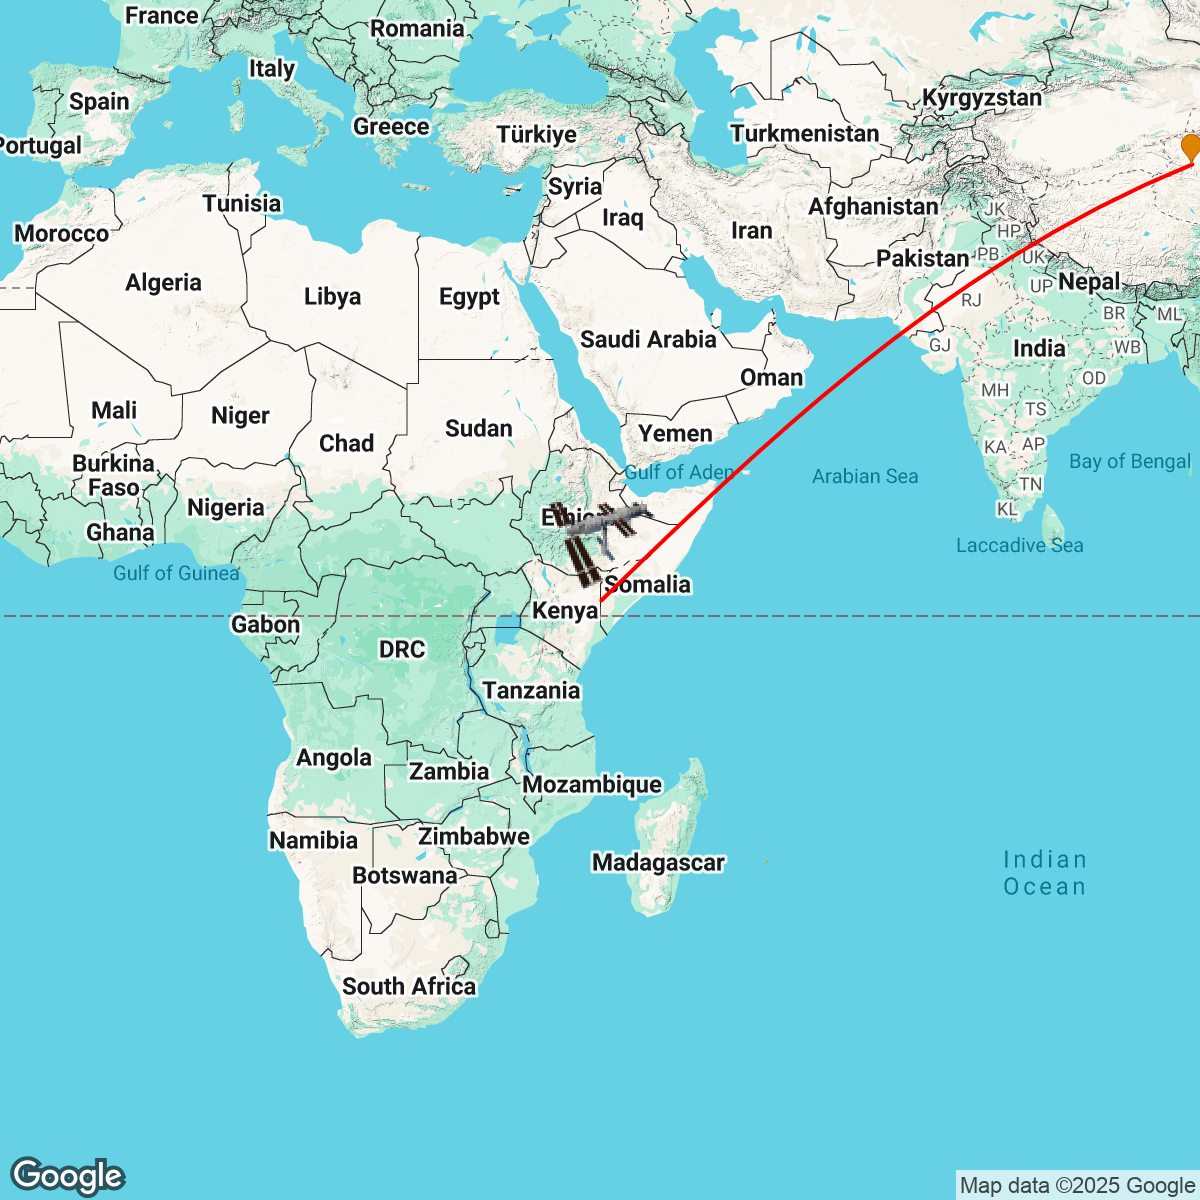 France
Romania
Italy
Spain
Kyrgyzstan
Greece
Türkiye
Turkmenistan
Portugal
Syria
Tunisia
Afghanistan
JK
Iraq
Morocco
Iran
HP
PB
UK
Pakistan
Algeria
Nepal
UP
Libya
Egypt
RJ
BR
ML
Saudi Arabia
GJ
India
WB
Oman
OD
MH
Mali
Niger
TS
Sudan
Yemen
Chad
AP
KA
Burkina
Faso
Bay of Bengal
Gulf of Aden
Arabian Sea
TN
Nigeria
KL
Ghana
Laccadive Sea
Gulf of Guinea
Somalia
Kenya
Gabon
DRC
Tanzania
Angola
Zambia
Mozambique
Zimbabwe
Namibia
Indian
Ocean
Madagascar
Botswana
South Africa
Google
Map data ©2025 Google